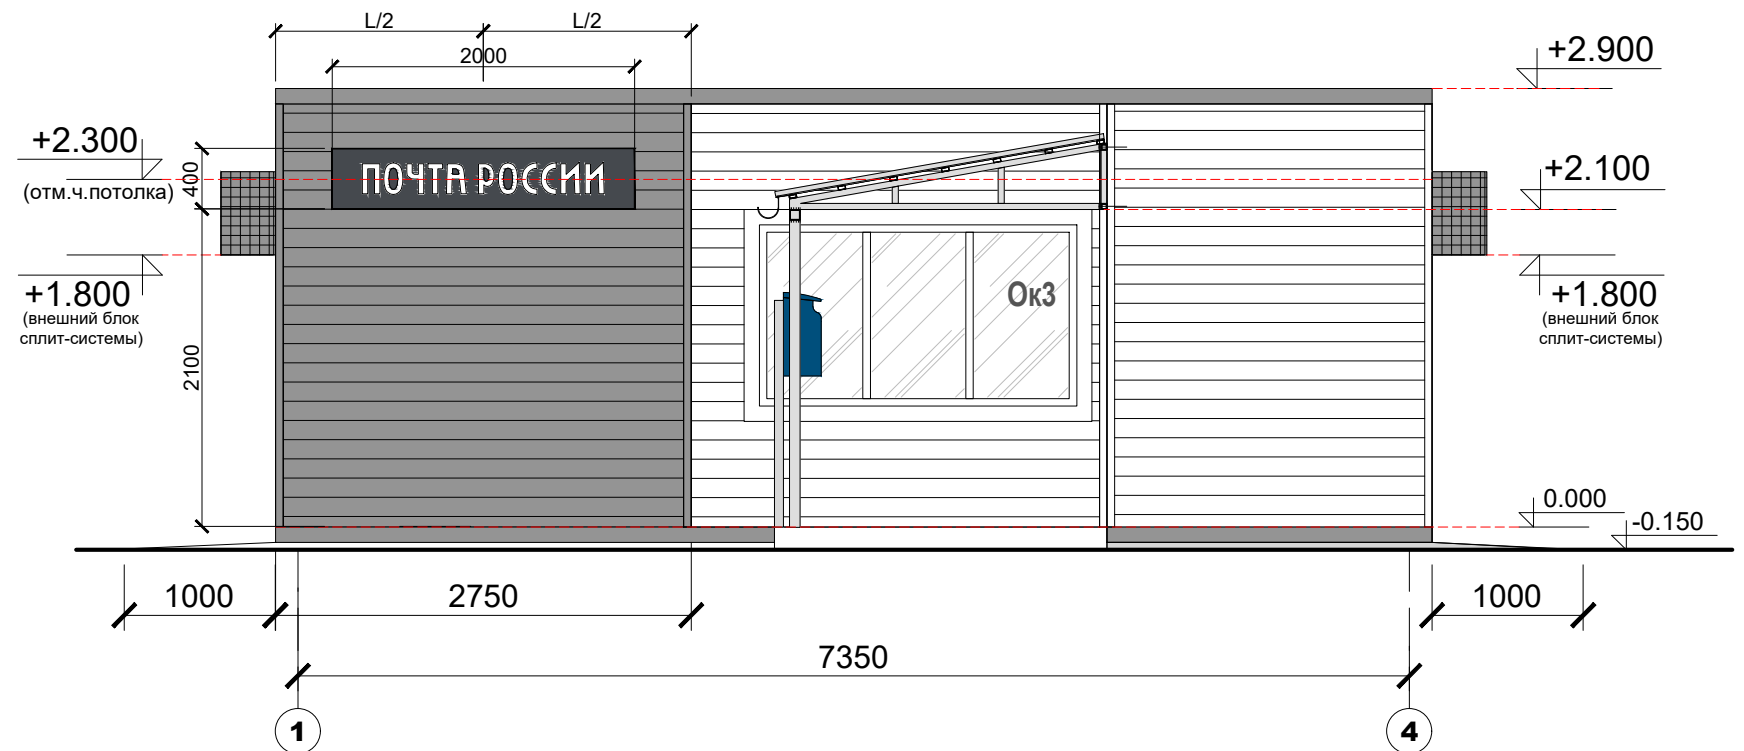 L/2
L/2
2000
+2.900
+2.300
(отм.ч.потолка)
400
ПОЧТА РОССИИ
+2.100
+1.800
(внешний блок
сплит-системы)
Ок3
+1.800
(внешний блок
сплит-системы)
2100
0.000
-0.150
1000
2750
1000
7350
1
4